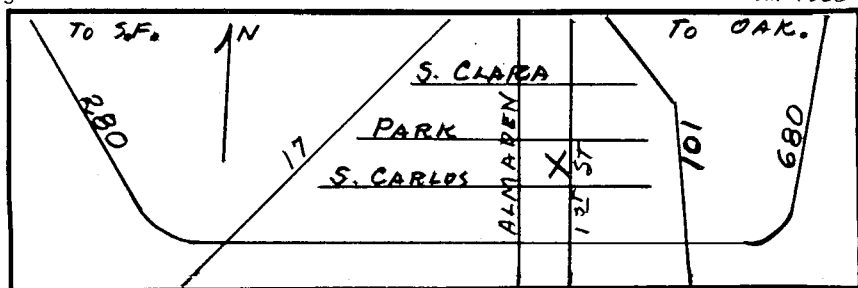 TO S.F.
N
TO OAK.
S. CLARA
280
ALMADEN
PARK
17
101
680
X
1ST ST
S. CARLOS